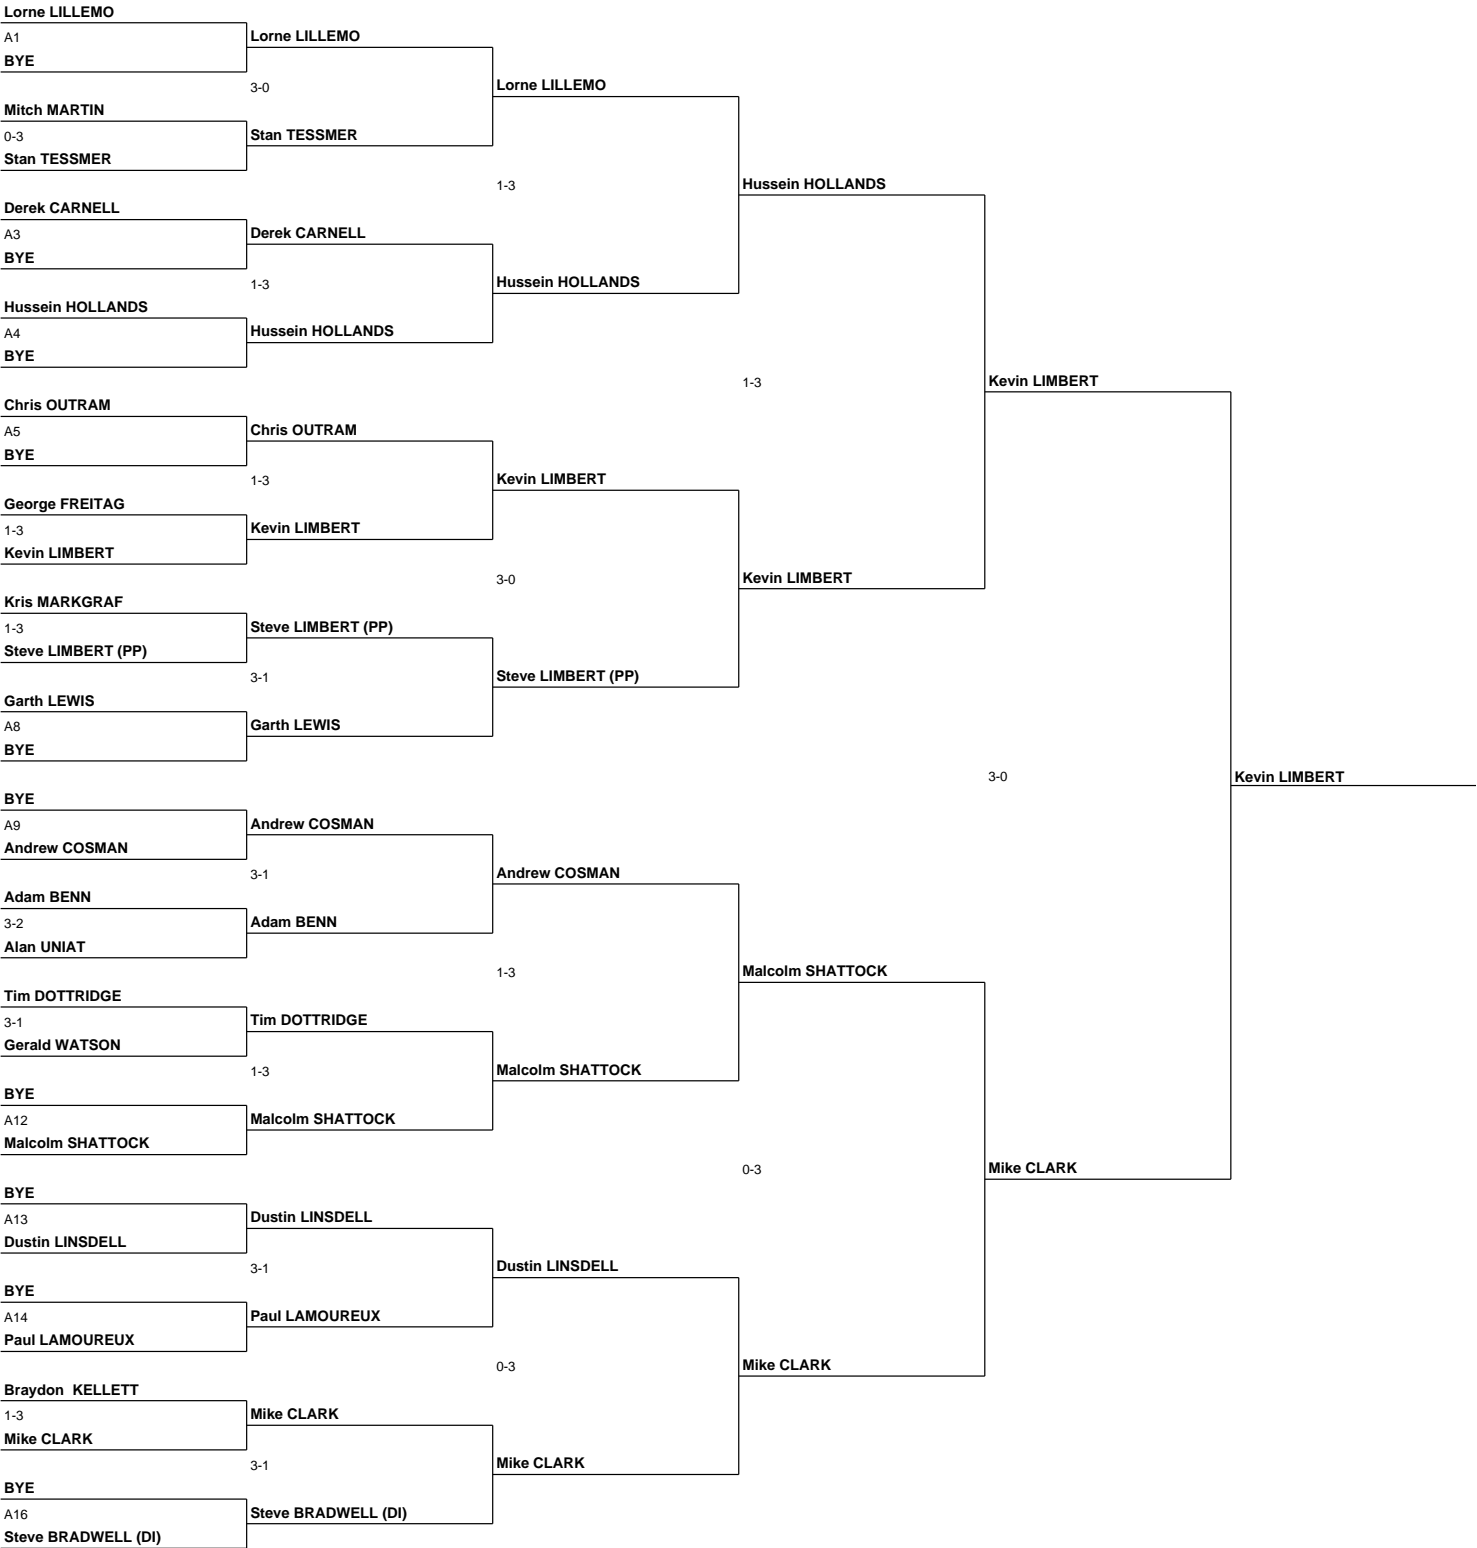 Lorne LILLEMO
A1
BYE
Mitch MARTIN
0-3
Stan TESSMER
Derek CARNELL
A3
BYE
Hussein HOLLANDS
A4
BYE
Chris OUTRAM
A5
BYE
George FREITAG
1-3
Kevin LIMBERT
Kris MARKGRAF
1-3
Steve LIMBERT (PP)
Garth LEWIS
A8
BYE
BYE
A9
Andrew COSMAN
Adam BENN
3-2
Alan UNIAT
Tim DOTTRIDGE
3-1
Gerald WATSON
BYE
A12
Malcolm SHATTOCK
BYE
A13
Dustin LINSDELL
BYE
A14
Paul LAMOUREUX
Braydon  KELLETT
1-3
Mike CLARK
BYE
A16
Steve BRADWELL (DI)
Lorne LILLEMO
3-0
Stan TESSMER
Derek CARNELL
1-3
Hussein HOLLANDS
Chris OUTRAM
1-3
Kevin LIMBERT
Steve LIMBERT (PP)
3-1
Garth LEWIS
Andrew COSMAN
3-1
Adam BENN
Tim DOTTRIDGE
1-3
Malcolm SHATTOCK
Dustin LINSDELL
3-1
Paul LAMOUREUX
Mike CLARK
3-1
Steve BRADWELL (DI)
Lorne LILLEMO
1-3
Hussein HOLLANDS
Kevin LIMBERT
3-0
Steve LIMBERT (PP)
Andrew COSMAN
1-3
Malcolm SHATTOCK
Dustin LINSDELL
0-3
Mike CLARK
Hussein HOLLANDS
1-3
Kevin LIMBERT
Malcolm SHATTOCK
0-3
Mike CLARK
Kevin LIMBERT
3-0
Mike CLARK
Kevin LIMBERT